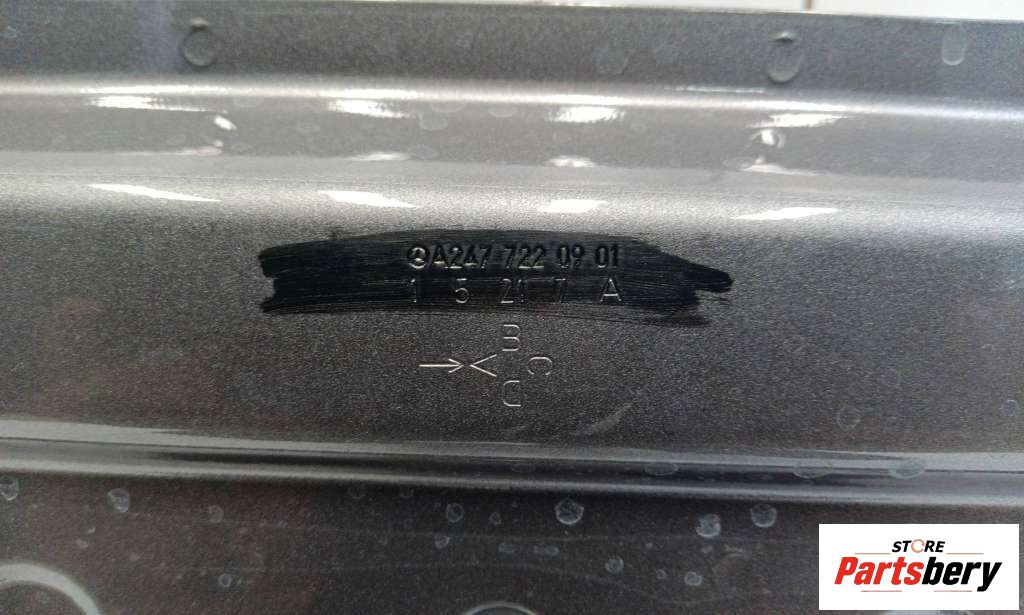 A247 722 09 01
1 5 21 7 A
B
C
D
STORE
Partsbery